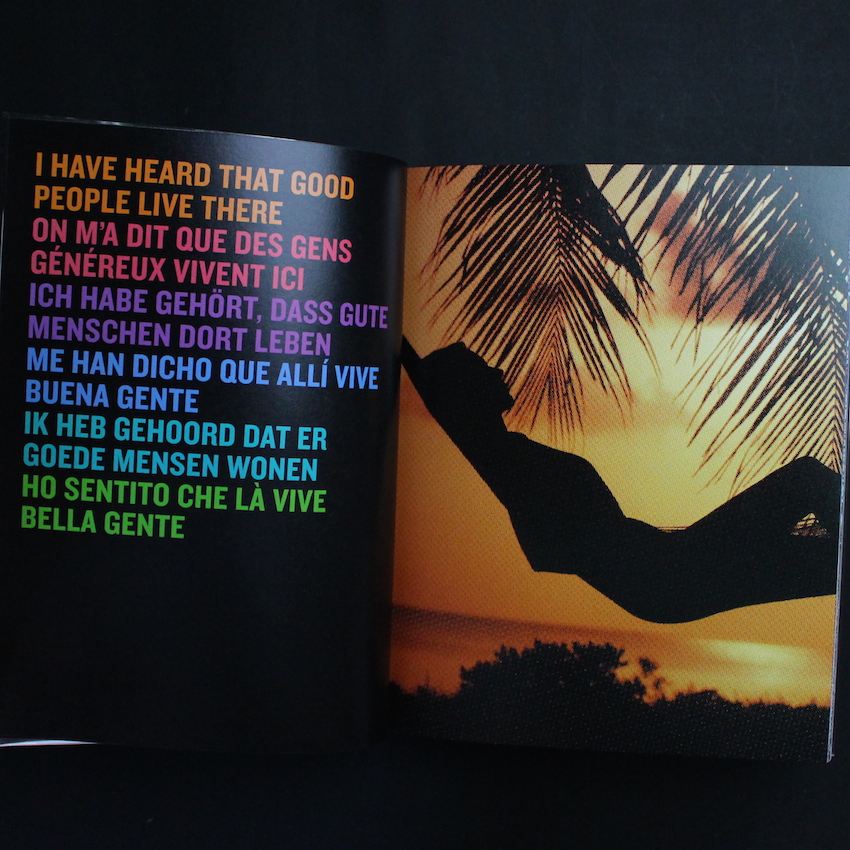 I HAVE HEARD THAT GOOD
PEOPLE LIVE THERE
ON M'A DIT QUE DES GENS
GÉNÉREUX VIVENT ICI
ICH HABE GEHÖRT, DASS GUTE
MENSCHEN DORT LEBEN
ME HAN DICHO QUE ALLÍ VIVE
BUENA GENTE
IK HEB GEHOORD DAT ER
GOEDE MENSEN WONEN
HO SENTITO CHE LÀ VIVE
BELLA GENTE